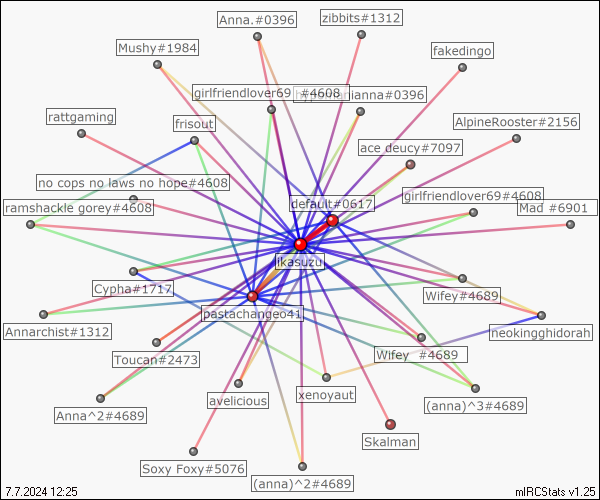 Anna.#0396
zibbits#1312
Mushy#1984
fakedingo
girlfriendlover69 #4608
anna#0396
rattgaming
frisout
AlpineRooster#2156
ace deucy#7097
no cops no laws no hope#4608
girlfriendlover69#4608
ramshackle gorey#4608
default#0617
Mad #6901
ikasuzu
Cypha#1717
Wifey#4689
pastachangeo41
Annarchist#1312
neokingghidorah
Toucan#2473
Wifey #4689
avelicious
xenoyaut
(anna)^3#4689
Anna^2#4689
Skalman
Soxy Foxy#5076
(anna)^2#4689
7.7.2024 12:25
mIRCStats v1.25